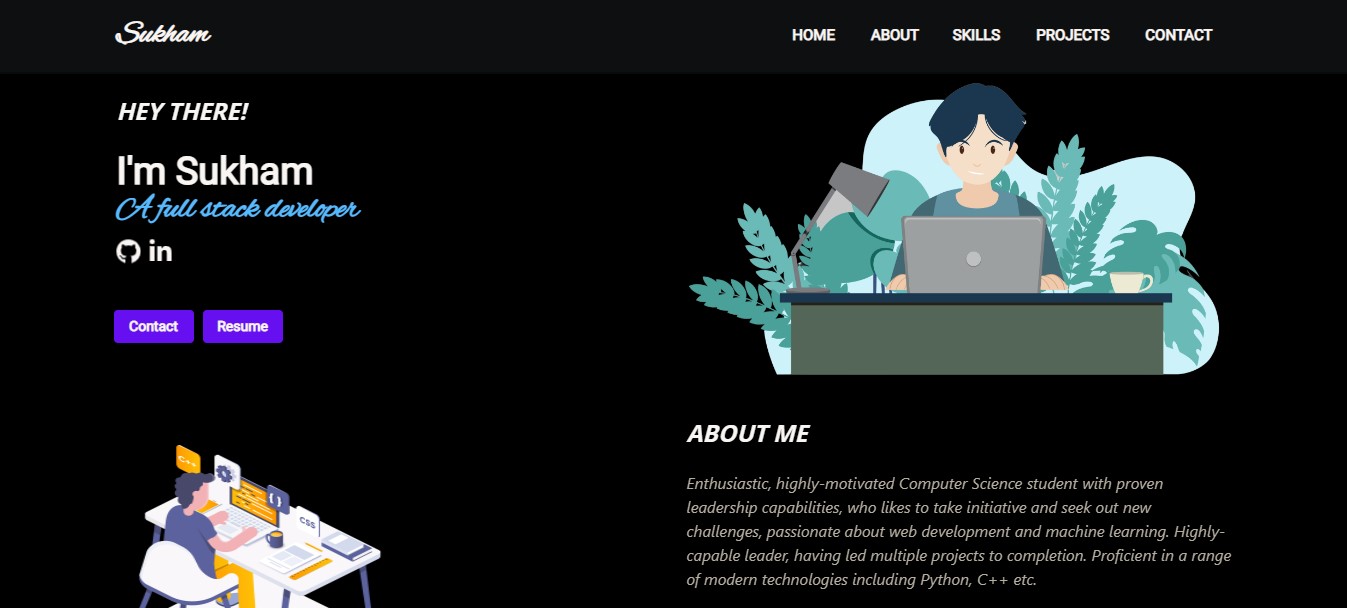 Sukham
HOME ABOUT SKILLS PROJECTS CONTACT
HEY THERE!
I'm Sukham
A full stack developer
in
Contact Resume
C++
{ }
CSS
ABOUT ME
Enthusiastic, highly-motivated Computer Science student with proven
leadership capabilities, who likes to take initiative and seek out new
challenges, passionate about web development and machine learning. Highly-
capable leader, having led multiple projects to completion. Proficient in a range
of modern technologies including Python, C++ etc.